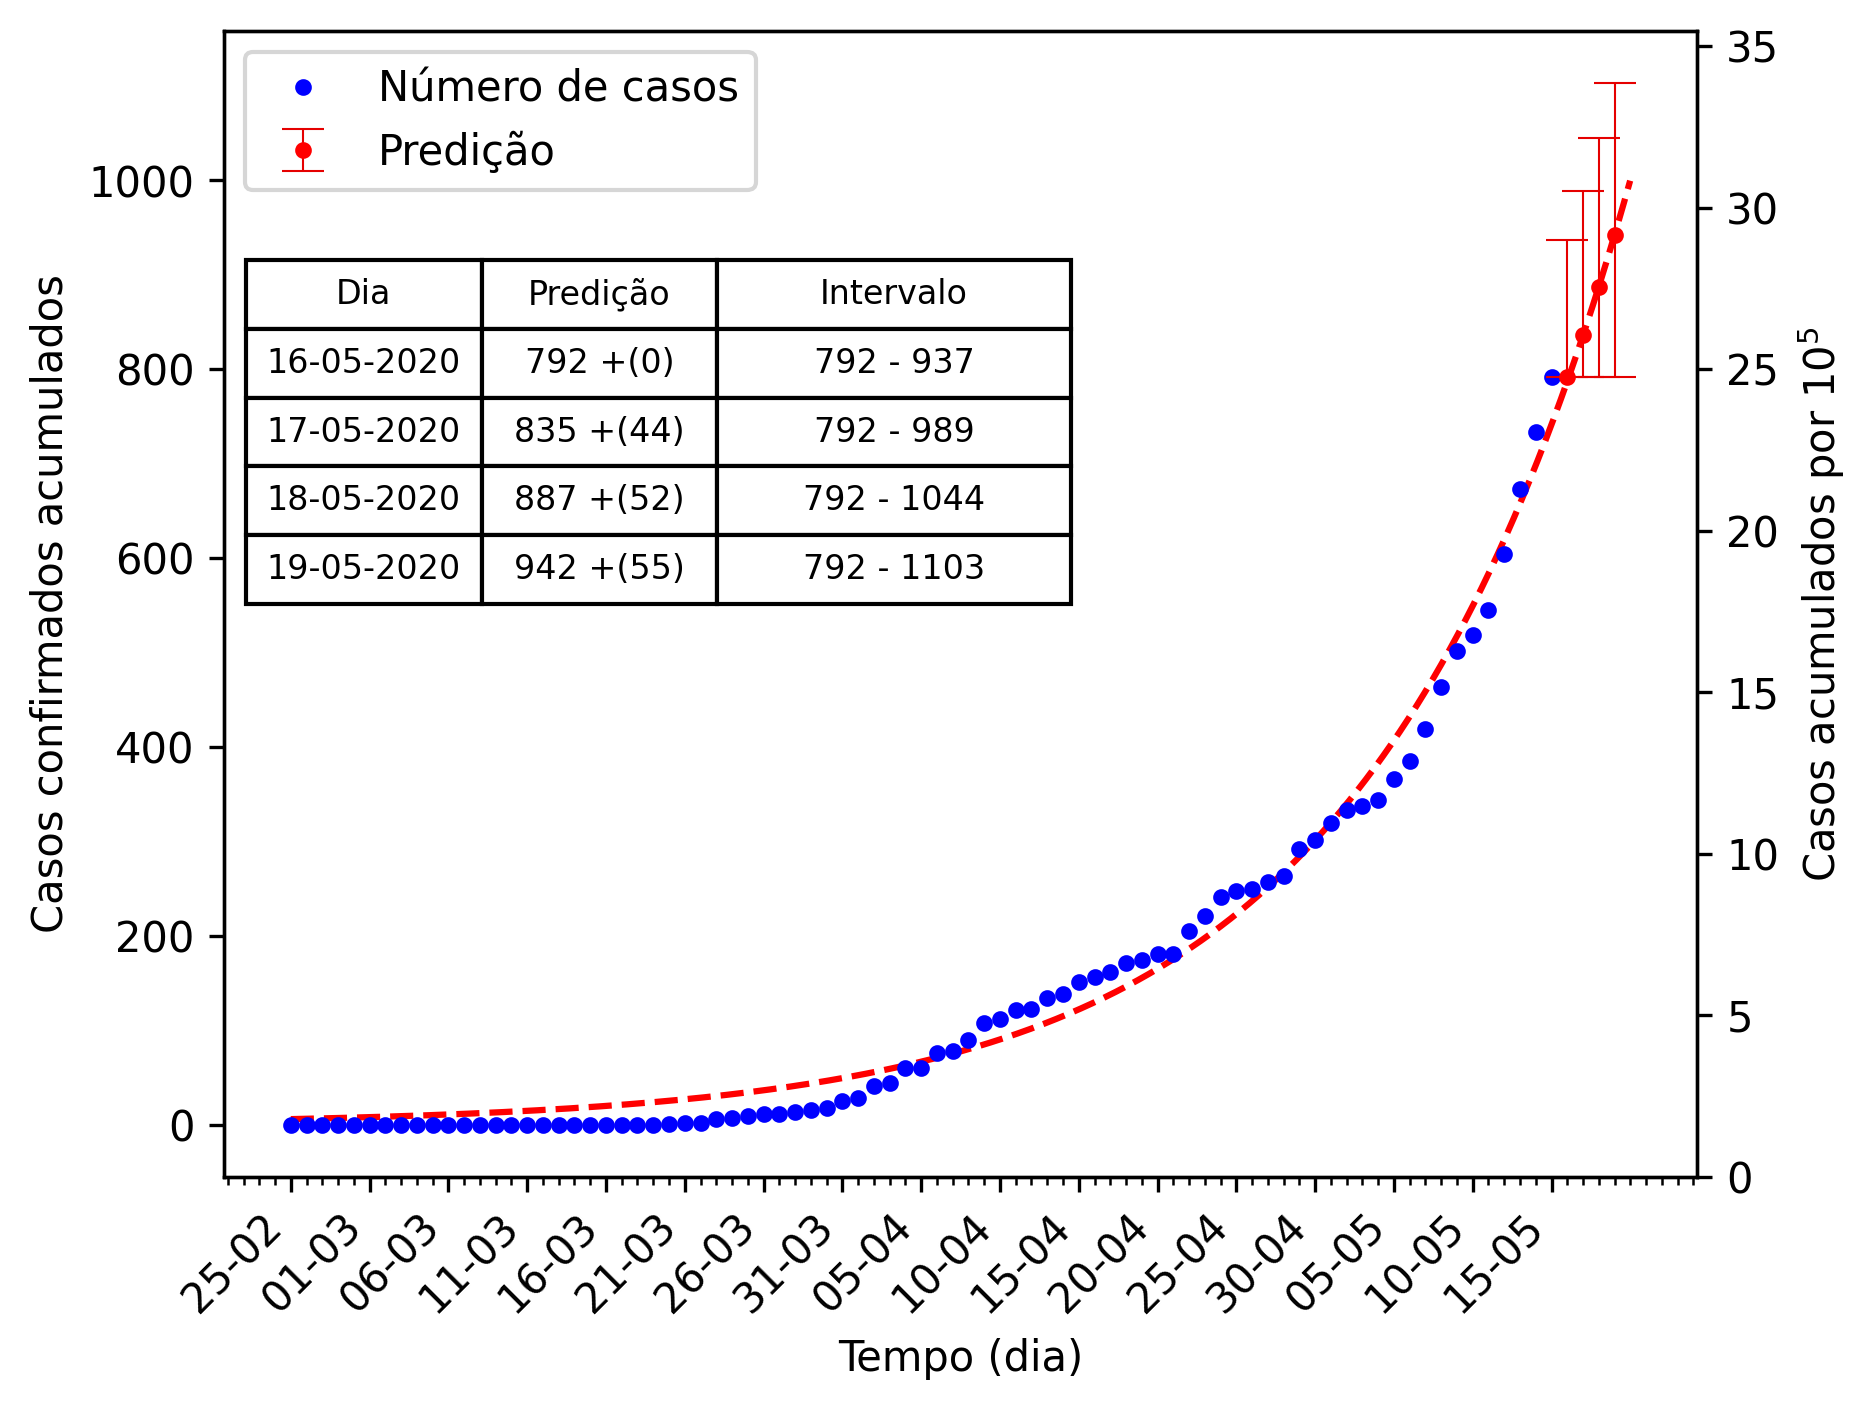 Número de casos
Predição
Dia Predição Intervalo
16-05-2020 792 +(0) 792 - 937
17-05-2020 835 +(44) 792 - 989
18-05-2020 887 +(52) 792 - 1044
19-05-2020 942 +(55) 792 - 1103
Casos confirmados acumulados
1000
800
600
400
200
0
35
30
25
20
15
10
5
0
Casos acumulados por 10⁵
25-02 01-03 06-03 11-03 16-03 21-03 26-03 31-03 05-04 10-04 15-04 20-04 25-04 30-04 05-05 10-05 15-05
Tempo (dia)